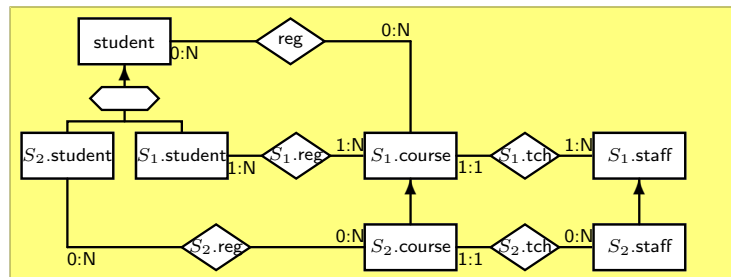 student
0:N
reg
0:N
S₂.student
S₁.student
1:N
S₁.reg
1:N
S₁.course
1:1
S₁.tch
1:N
S₁.staff
0:N
S₂.reg
0:N
S₂.course
1:1
S₂.tch
0:N
S₂.staff